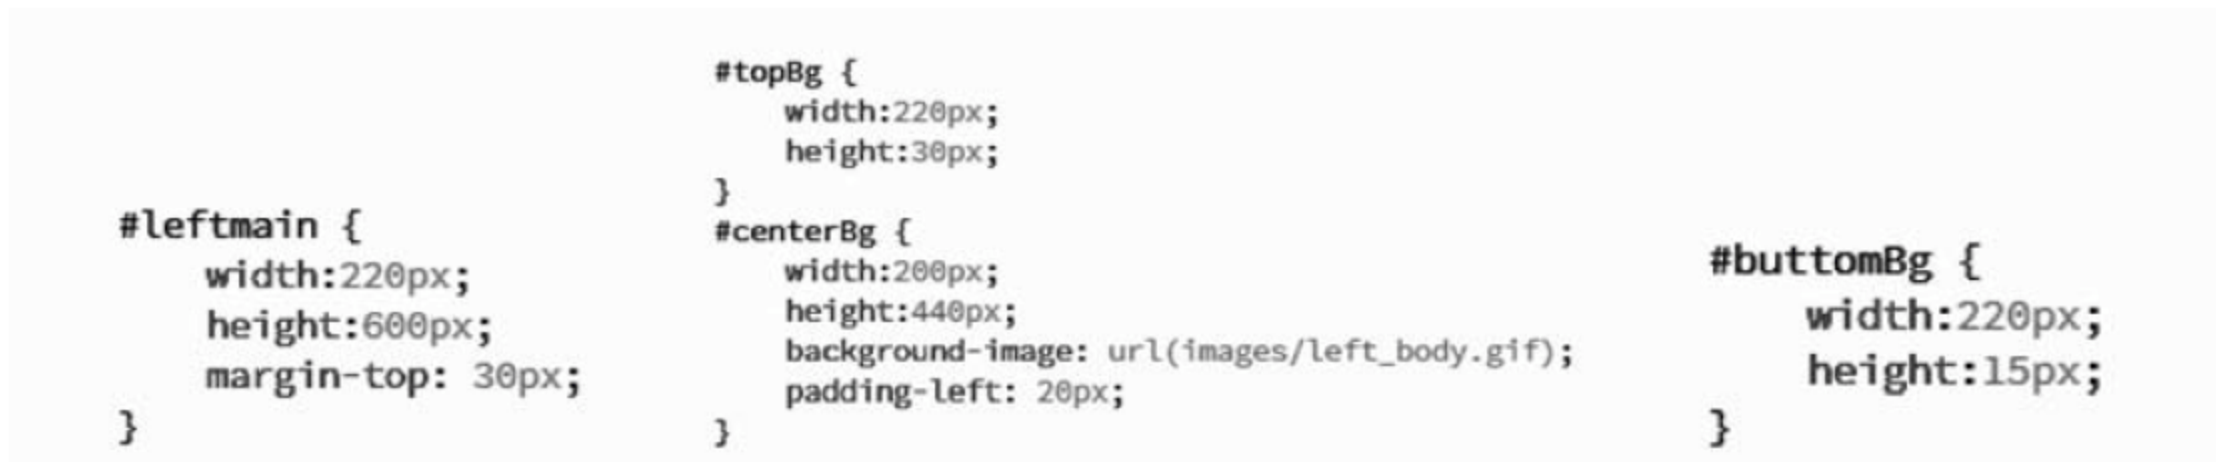 #leftmain {
width:220px;
height:600px;
margin-top: 30px;
}
#topBg {
width:220px;
height:30px;
}
#centerBg {
width:200px;
height:440px;
background-image: url(images/left_body.gif);
padding-left: 20px;
}
#buttomBg {
width:220px;
height:15px;
}